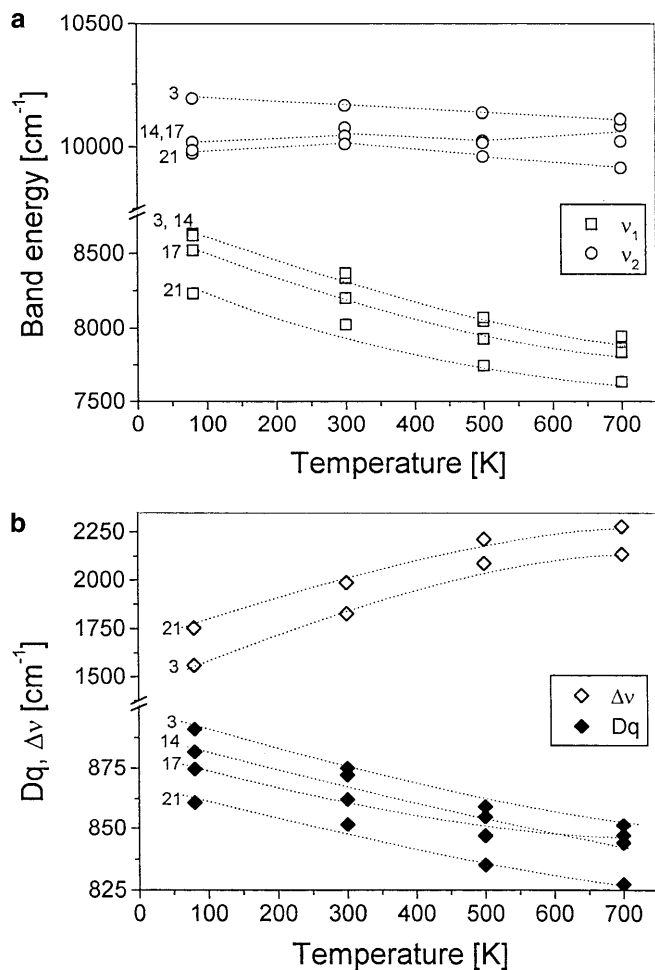 a
10500
10000
8500
8000
7500
Band energy [cm⁻¹]
3
14,17
21
3, 14
17
21
ν₁
ν₂
0 100 200 300 400 500 600 700
Temperature [K]
b
2250
2000
1750
1500
875
850
825
Dq, Δν [cm⁻¹]
21
3
3
14
17
21
Δν
Dq
0 100 200 300 400 500 600 700
Temperature [K]